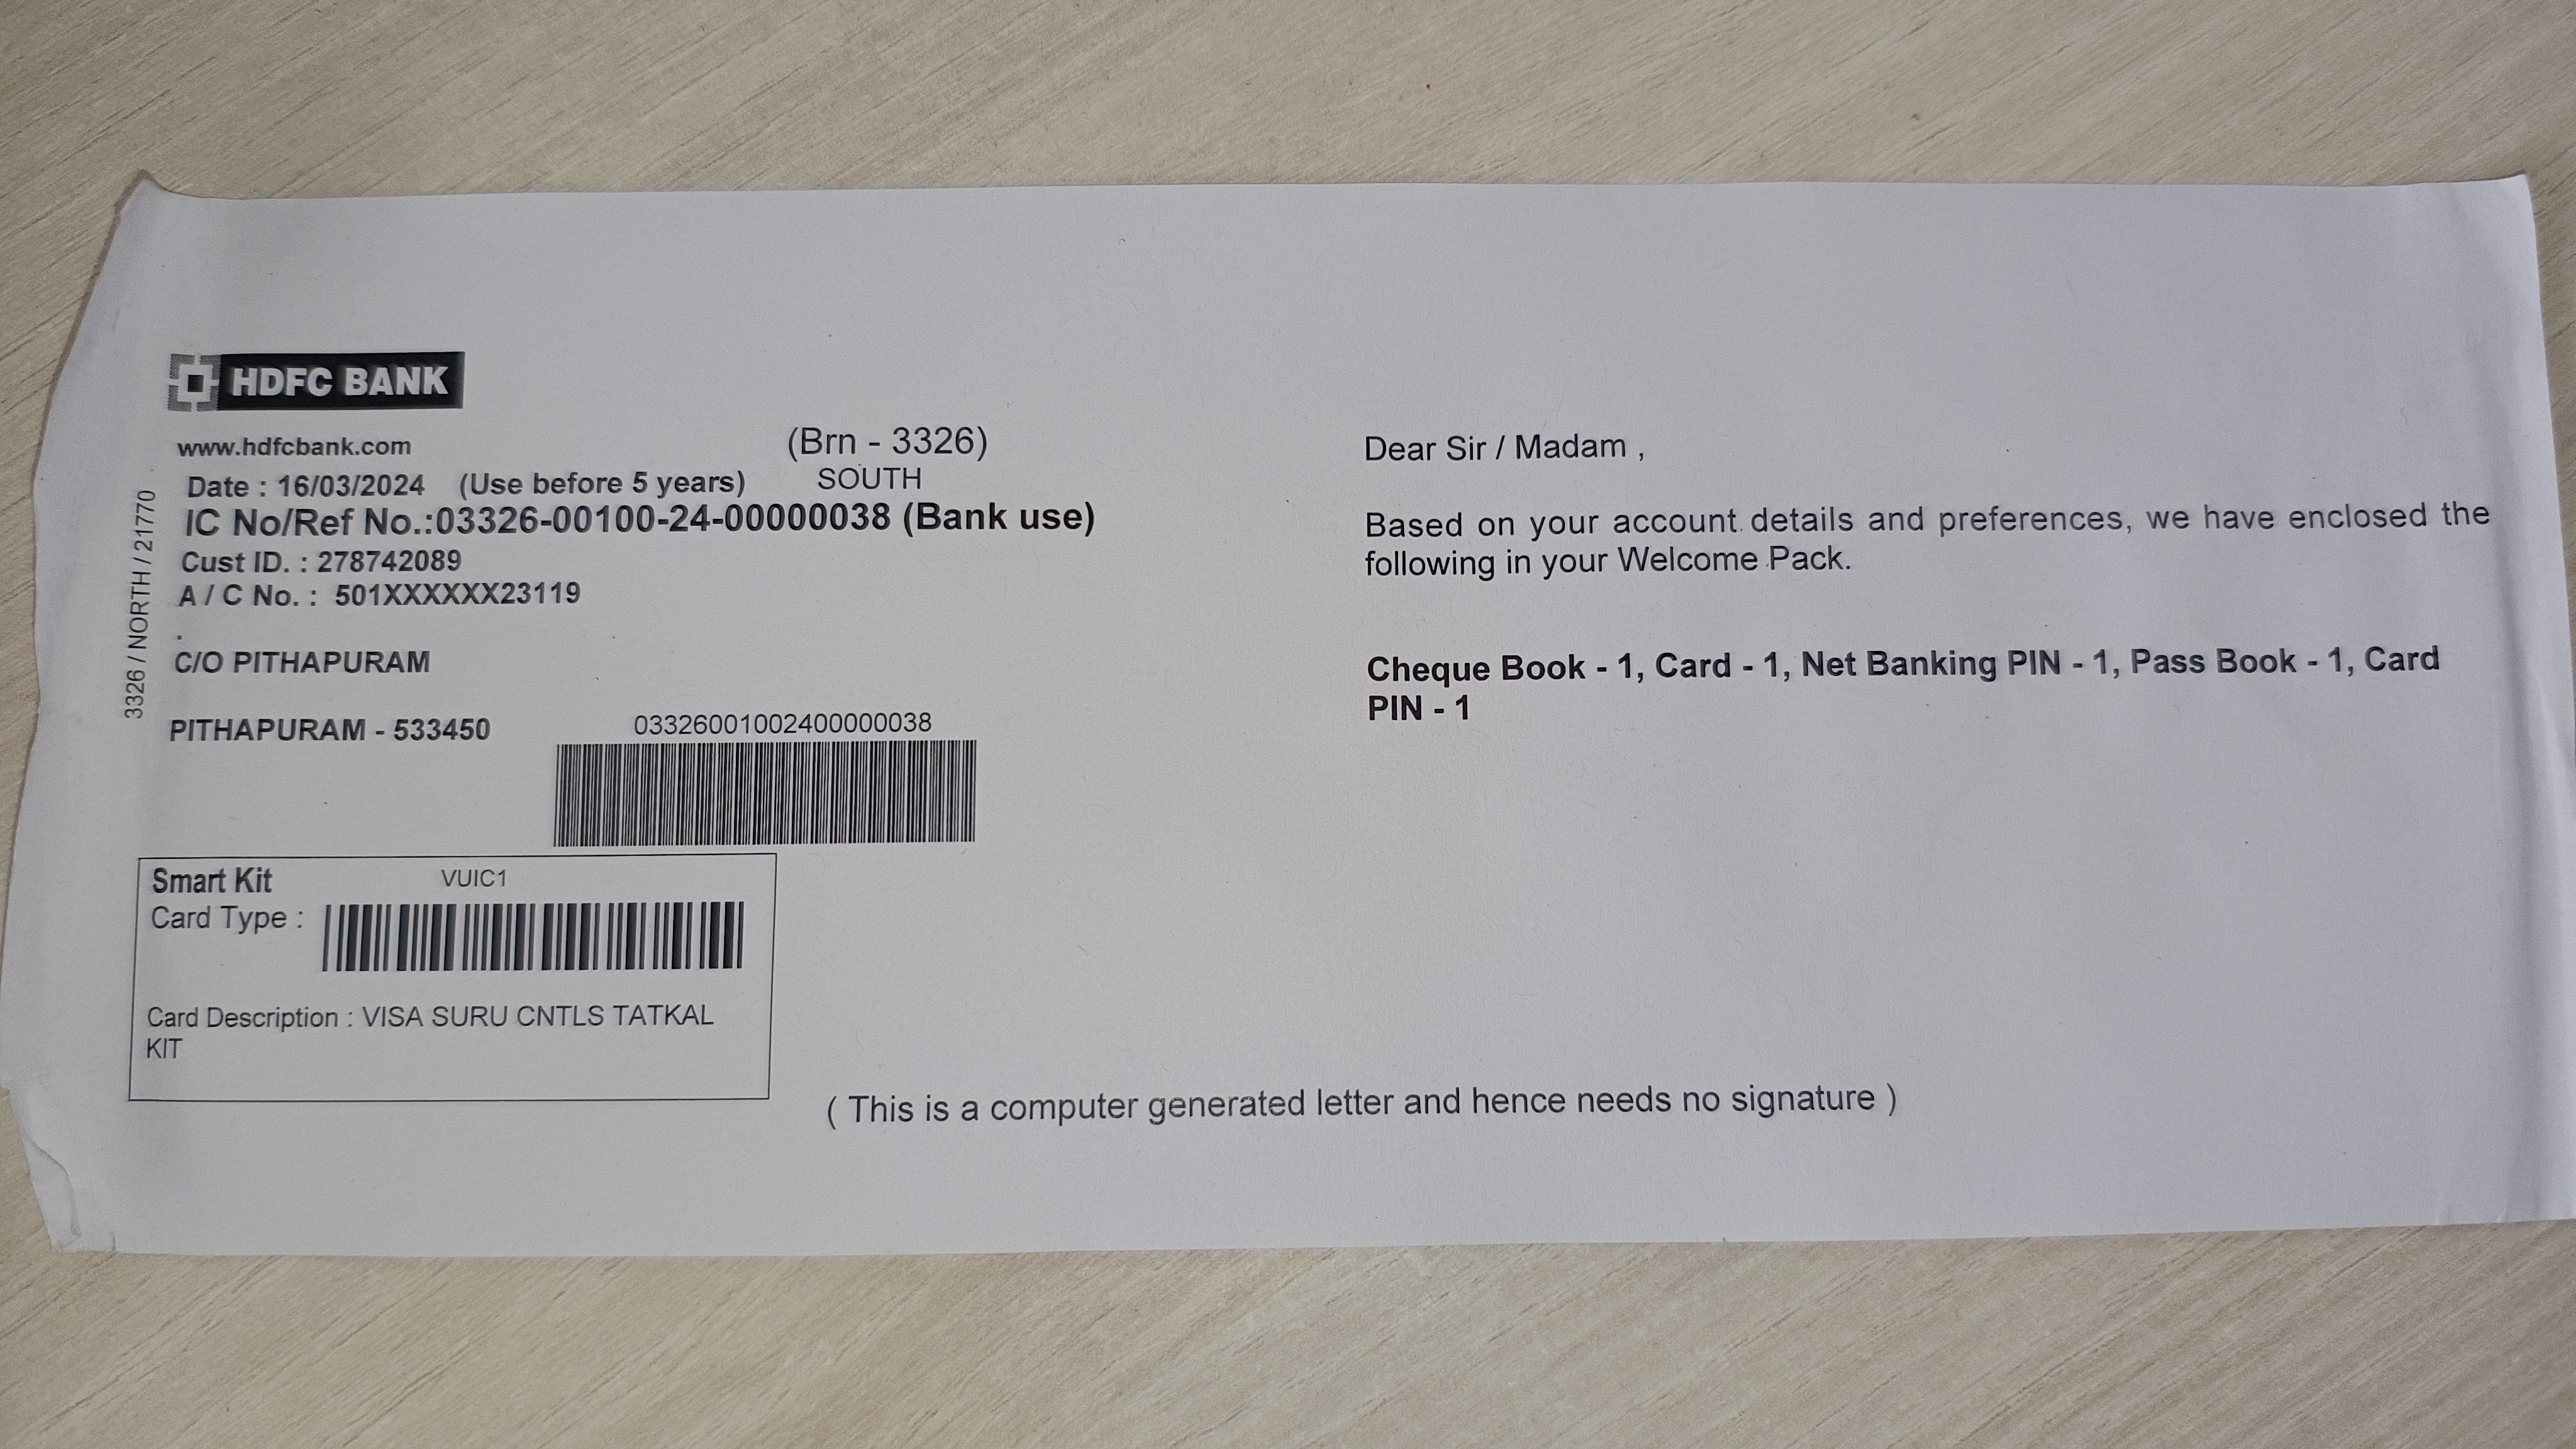 HDFC BANK
www.hdfcbank.com
(Brn - 3326)
Date : 16/03/2024 (Use before 5 years)
SOUTH
IC No/Ref No.:03326-00100-24-00000038 (Bank use)
Cust ID. : 278742089
A / C No. : 501XXXXXX23119
.
C/O PITHAPURAM
PITHAPURAM - 533450
3326 / NORTH / 21770
03326001002400000038
Smart Kit
VUIC1
Card Type :
Card Description : VISA SURU CNTLS TATKAL
KIT
Dear Sir / Madam ,
Based on your account details and preferences, we have enclosed the
following in your Welcome Pack.
Cheque Book - 1, Card - 1, Net Banking PIN - 1, Pass Book - 1, Card
PIN - 1
( This is a computer generated letter and hence needs no signature )